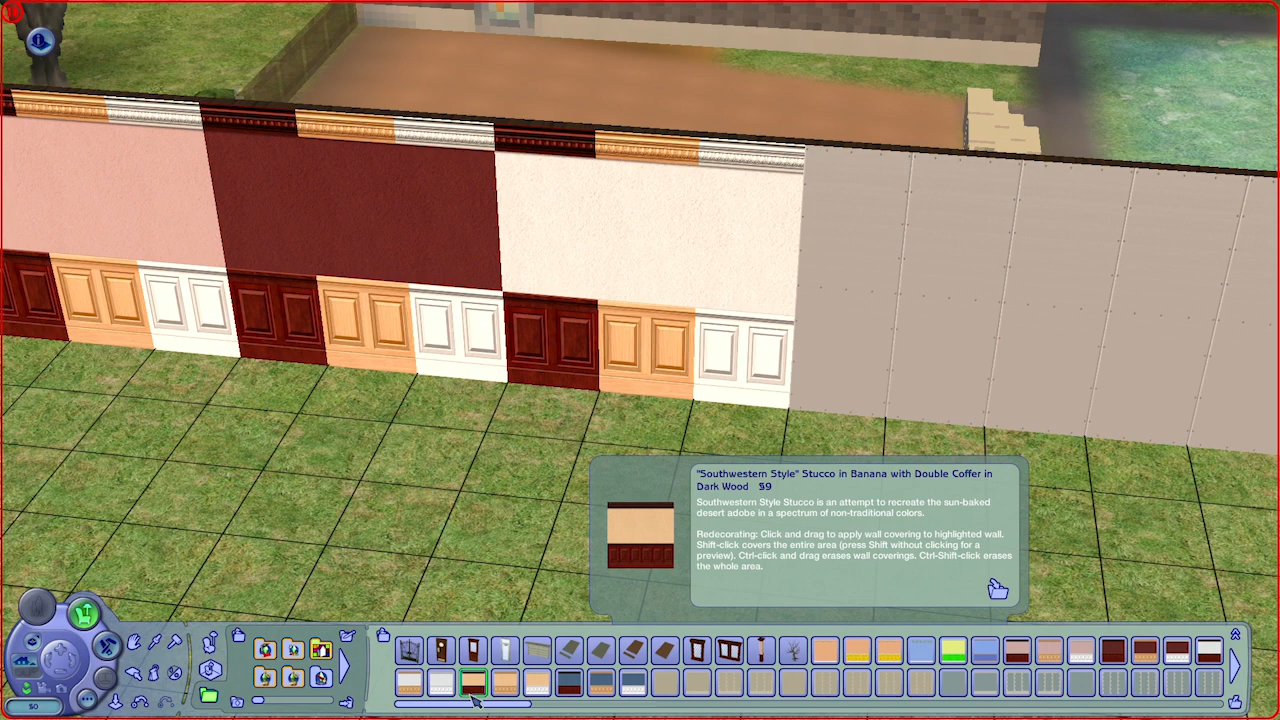 "Southwestern Style" Stucco in Banana with Double Coffer in
Dark Wood §9
Southwestern Style Stucco is an attempt to recreate the sun-baked
desert adobe in a spectrum of non-traditional colors.
Redecorating: Click and drag to apply wall covering to highlighted wall.
Shift-click covers the entire area (press Shift without clicking for a
preview). Ctrl-click and drag erases wall coverings. Ctrl-Shift-click erases
the whole area.
§0